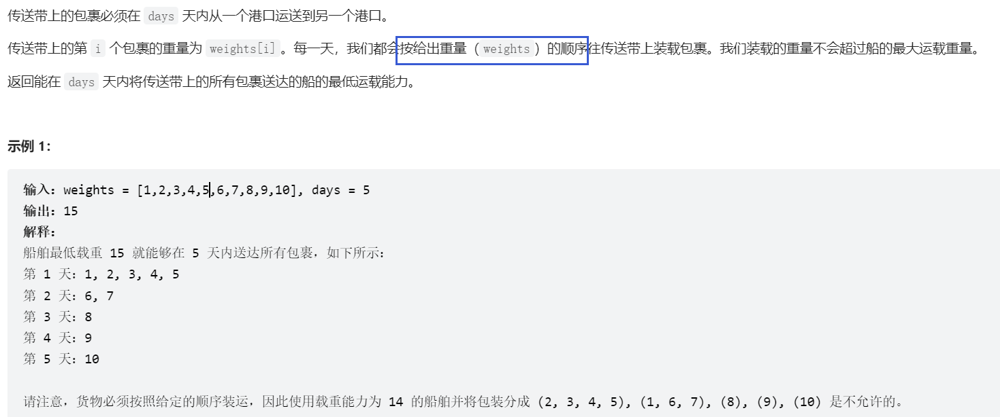 传送带上的包裹必须在 days 天内从一个港口运送到另一个港口。
传送带上的第 i 个包裹的重量为 weights[i]。每一天，我们都会按给出重量（weights）的顺序往传送带上装载包裹。我们装载的重量不会超过船的最大运载重量。
返回能在 days 天内将传送带上的所有包裹送达的船的最低运载能力。
示例 1：
输入：weights = [1,2,3,4,5,6,7,8,9,10], days = 5
输出：15
解释：
船舶最低载重 15 就能够在 5 天内送达所有包裹，如下所示：
第 1 天：1, 2, 3, 4, 5
第 2 天：6, 7
第 3 天：8
第 4 天：9
第 5 天：10
请注意，货物必须按照给定的顺序装运，因此使用载重能力为 14 的船舶并将包装分成 (2, 3, 4, 5), (1, 6, 7), (8), (9), (10) 是不允许的。